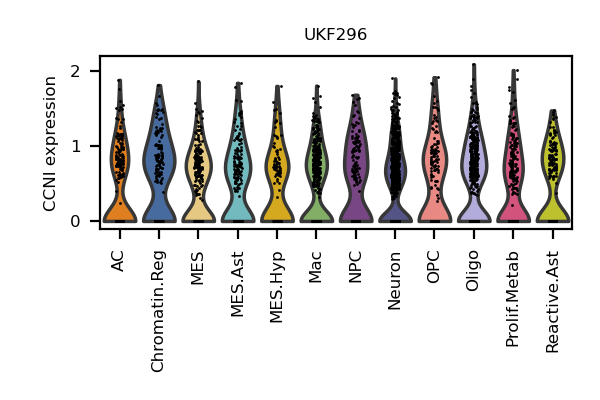 UKF296
CCNI expression
2
1
0
AC
Chromatin.Reg
MES
MES.Ast
MES.Hyp
Mac
NPC
Neuron
OPC
Oligo
Prolif.Metab
Reactive.Ast